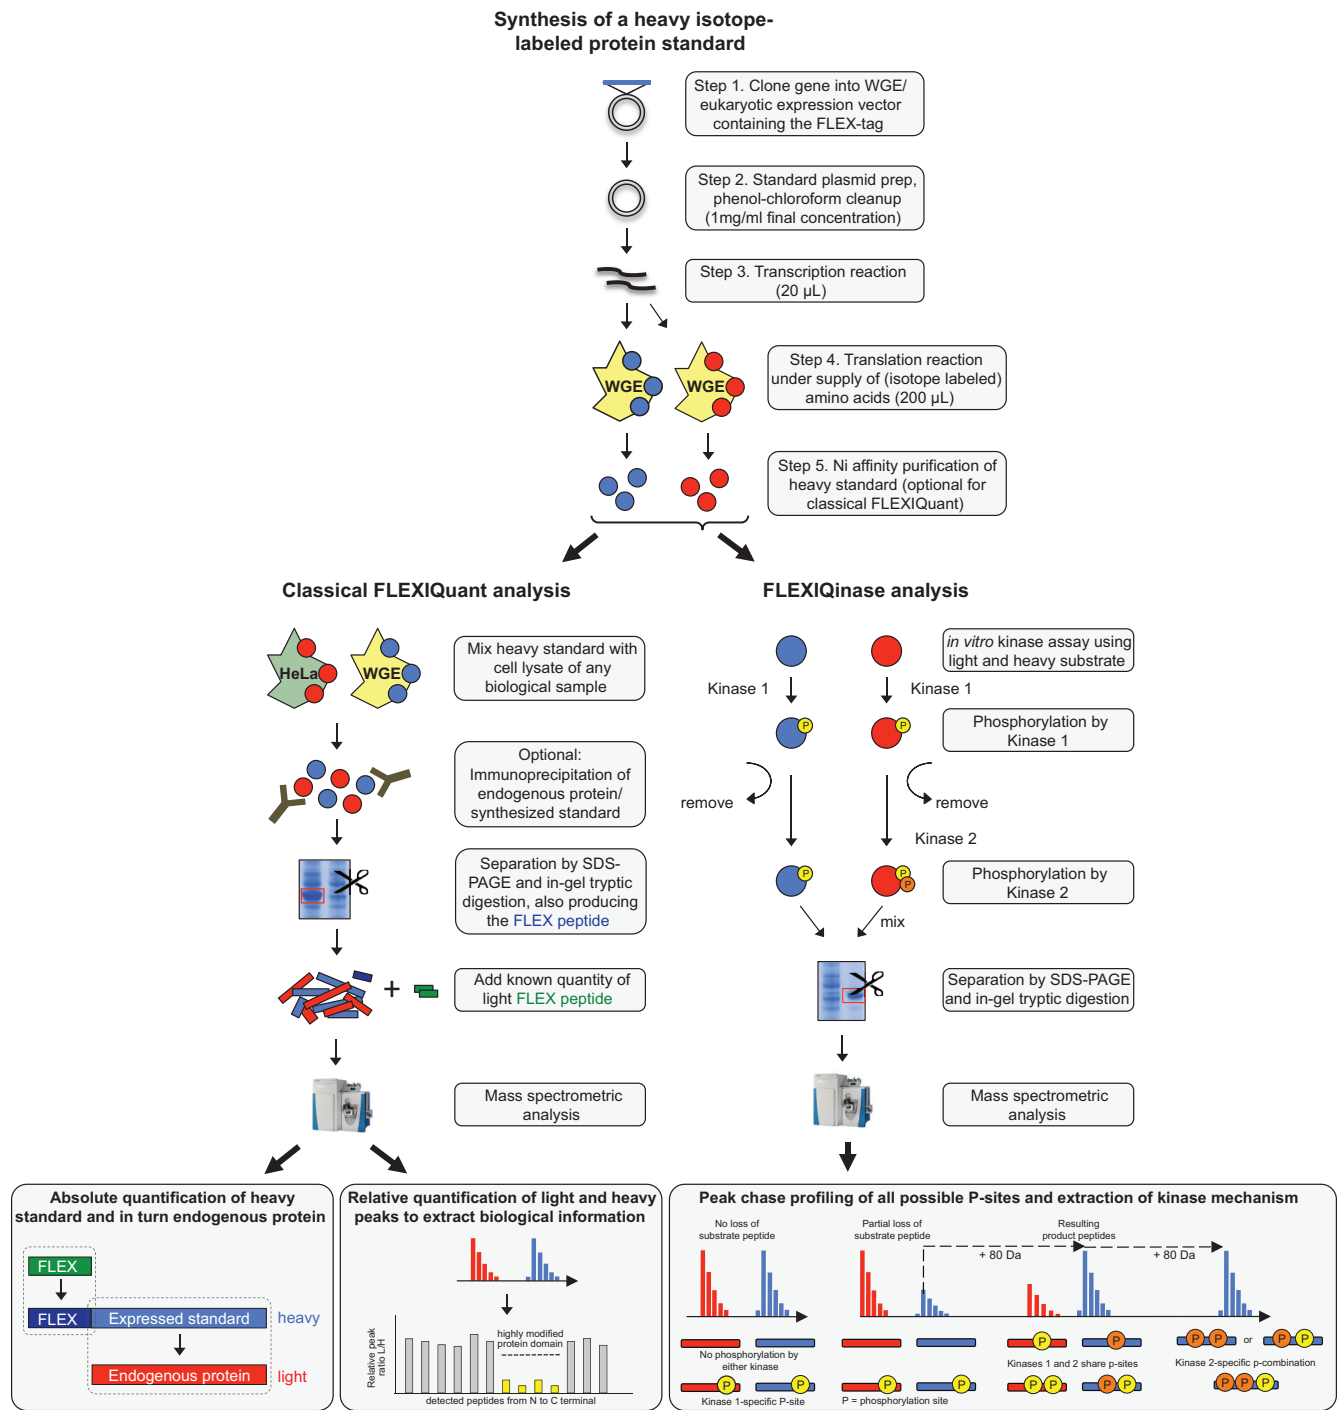 Synthesis of a heavy isotope-
labeled protein standard
Step 1. Clone gene into WGE/
eukaryotic expression vector
containing the FLEX-tag
Step 2. Standard plasmid prep,
phenol-chloroform cleanup
(1mg/ml final concentration)
Step 3. Transcription reaction
(20 µL)
WGE
WGE
Step 4. Translation reaction
under supply of (isotope labeled)
amino acids (200 µL)
Step 5. Ni affinity purification of
heavy standard (optional for
classical FLEXIQuant)
Classical FLEXIQuant analysis
HeLa
WGE
Mix heavy standard with
cell lysate of any
biological sample
Optional:
Immunoprecipitation of
endogenous protein/
synthesized standard
Separation by SDS-
PAGE and in-gel tryptic
digestion, also producing
the FLEX peptide
+
Add known quantity of
light FLEX peptide
Mass spectrometric
analysis
FLEXIQinase analysis
in vitro kinase assay using
light and heavy substrate
Kinase 1
Kinase 1
P
P
Phosphorylation by
Kinase 1
remove
remove
Kinase 2
P
P
P
Phosphorylation by
Kinase 2
mix
Separation by SDS-PAGE
and in-gel tryptic digestion
Mass spectrometric
analysis
Absolute quantification of heavy
standard and in turn endogenous protein
FLEX
FLEX
Expressed standard
heavy
Endogenous protein
light
Relative quantification of light and heavy
peaks to extract biological information
Relative peak
ratio L/H
highly modified
protein domain
detected peptides from N to C terminal
Peak chase profiling of all possible P-sites and extraction of kinase mechanism
No loss of
substrate peptide
Partial loss of
substrate peptide
Resulting
product peptides
+ 80 Da
+ 80 Da
No phosphorylation by
either kinase
P
P
Kinase 1-specific P-site
P
P
P = phosphorylation site
P
P
Kinases 1 and 2 share p-sites
P P
P P
P P
or
P P
Kinase 2-specific p-combination
P P P